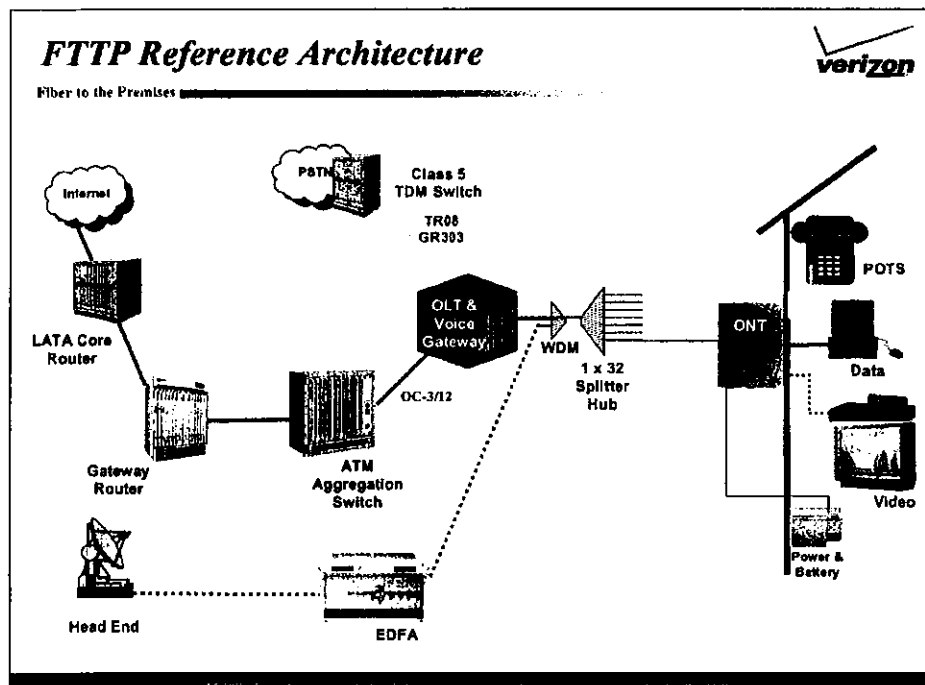 FTTP Reference Architecture
verizon
Fiber to the Premises
Internet
PSTN
Class 5
TDM Switch
TR08
GR303
POTS
OLT &
Voice
Gateway
ONT
LATA Core
Router
WDM
1 x 32
Splitter
Hub
Data
OC-3/12
Gateway
Router
ATM
Aggregation
Switch
Video
Power &
Battery
Head End
EDFA